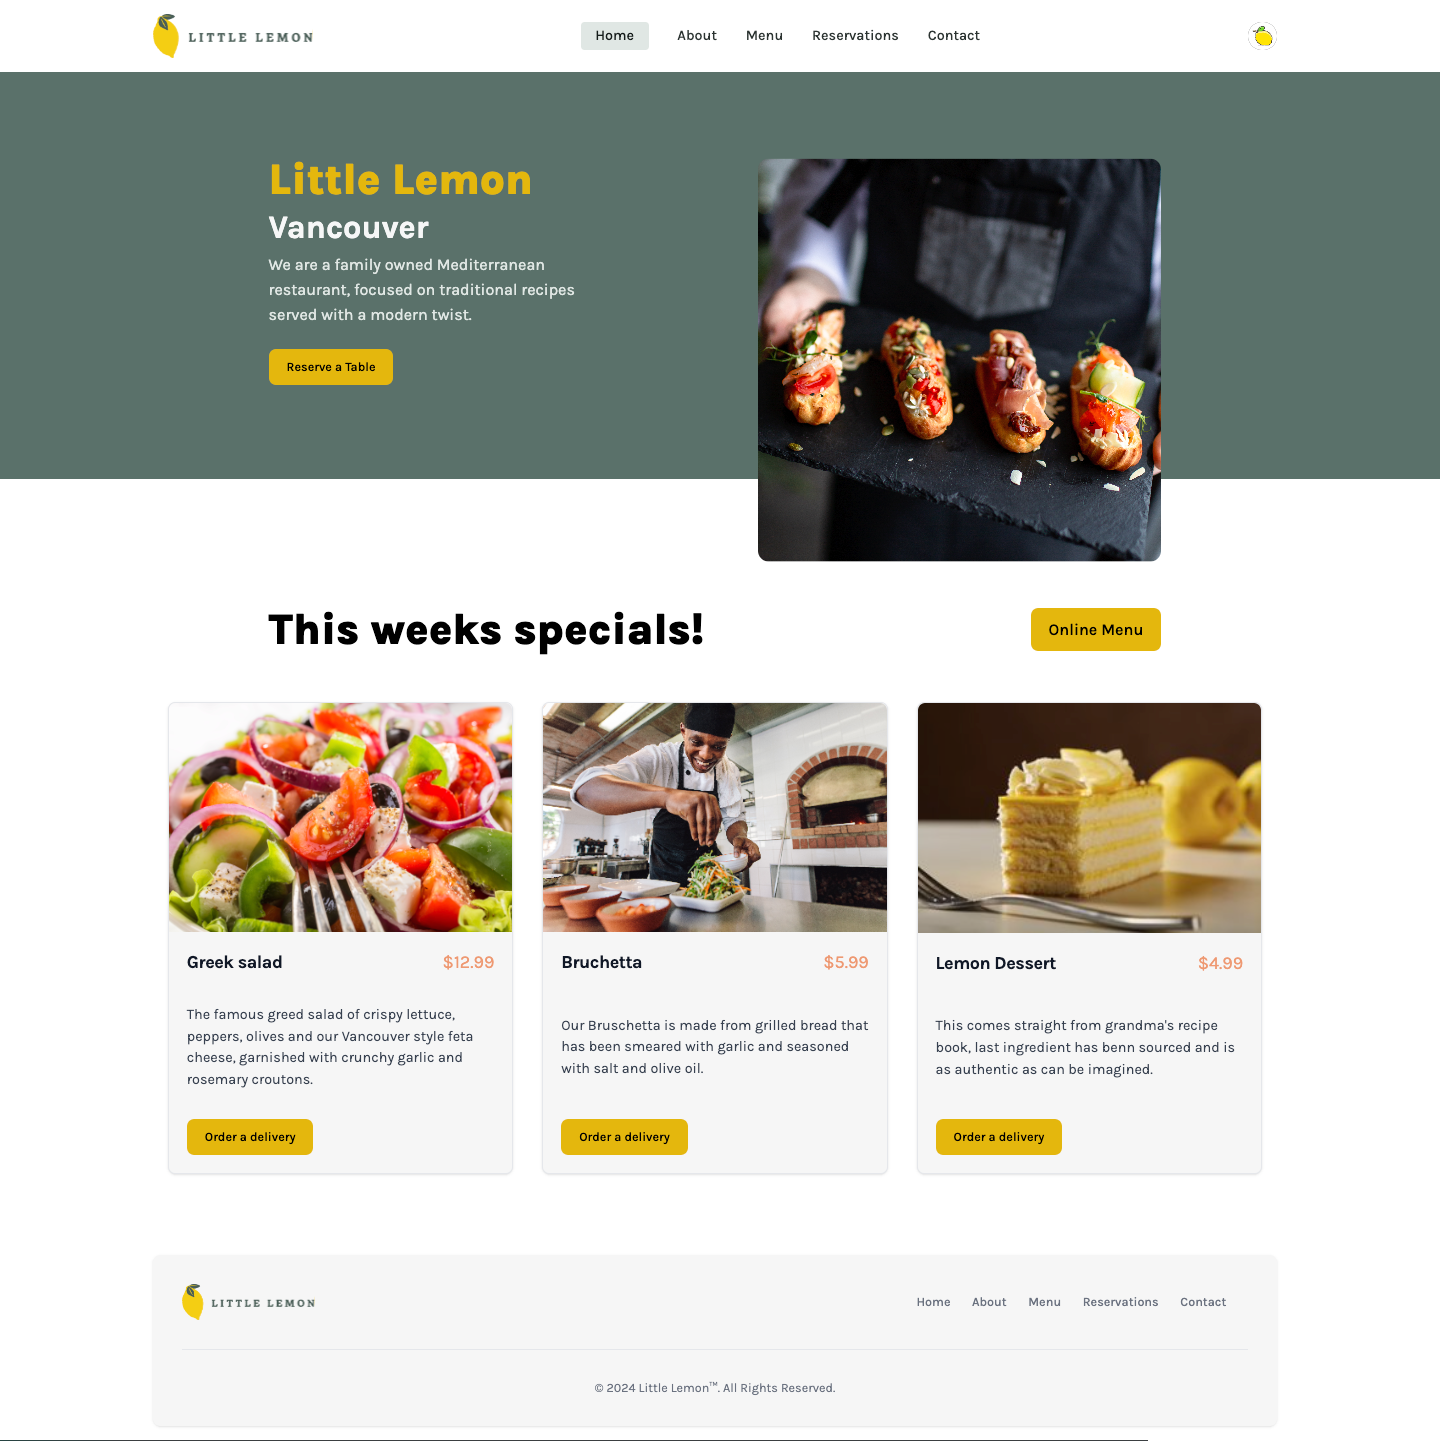 LITTLE LEMON
Home About Menu Reservations Contact
Little Lemon
Vancouver
We are a family owned Mediterranean
restaurant, focused on traditional recipes
served with a modern twist.
Reserve a Table
This weeks specials!
Online Menu
Greek salad $12.99
The famous greed salad of crispy lettuce,
peppers, olives and our Vancouver style feta
cheese, garnished with crunchy garlic and
rosemary croutons.
Order a delivery
Bruchetta $5.99
Our Bruschetta is made from grilled bread that
has been smeared with garlic and seasoned
with salt and olive oil.
Order a delivery
Lemon Dessert $4.99
This comes straight from grandma's recipe
book, last ingredient has benn sourced and is
as authentic as can be imagined.
Order a delivery
LITTLE LEMON
Home About Menu Reservations Contact
© 2024 Little Lemon™. All Rights Reserved.